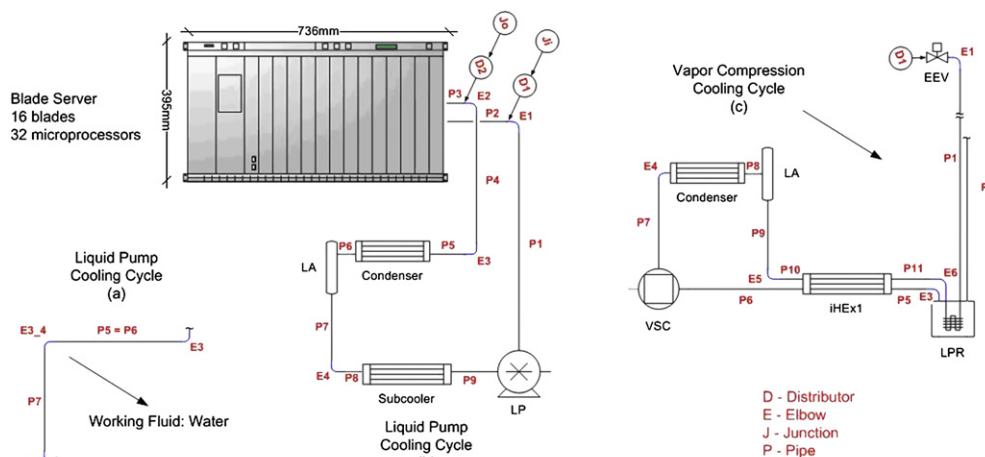 736mm
395mm
Blade Server
16 blades
32 microprocessors
Jo
Ji
D2
D1
P3
E2
P2
E1
P4
P1
Liquid Pump
Cooling Cycle
(a)
LA
P6
P5
Condenser
E3
P7
E4
P8
P9
Subcooler
LP
Liquid Pump
Cooling Cycle
E3_4
P5 = P6
E3
P7
Working Fluid: Water
Vapor Compression
Cooling Cycle
(c)
D1
E1
EEV
P1
E4
P8
Condenser
LA
P7
P9
E5
P10
P11
E6
P6
P5
E3
VSC
iHEx1
LPR
D - Distributor
E - Elbow
J - Junction
P - Pipe